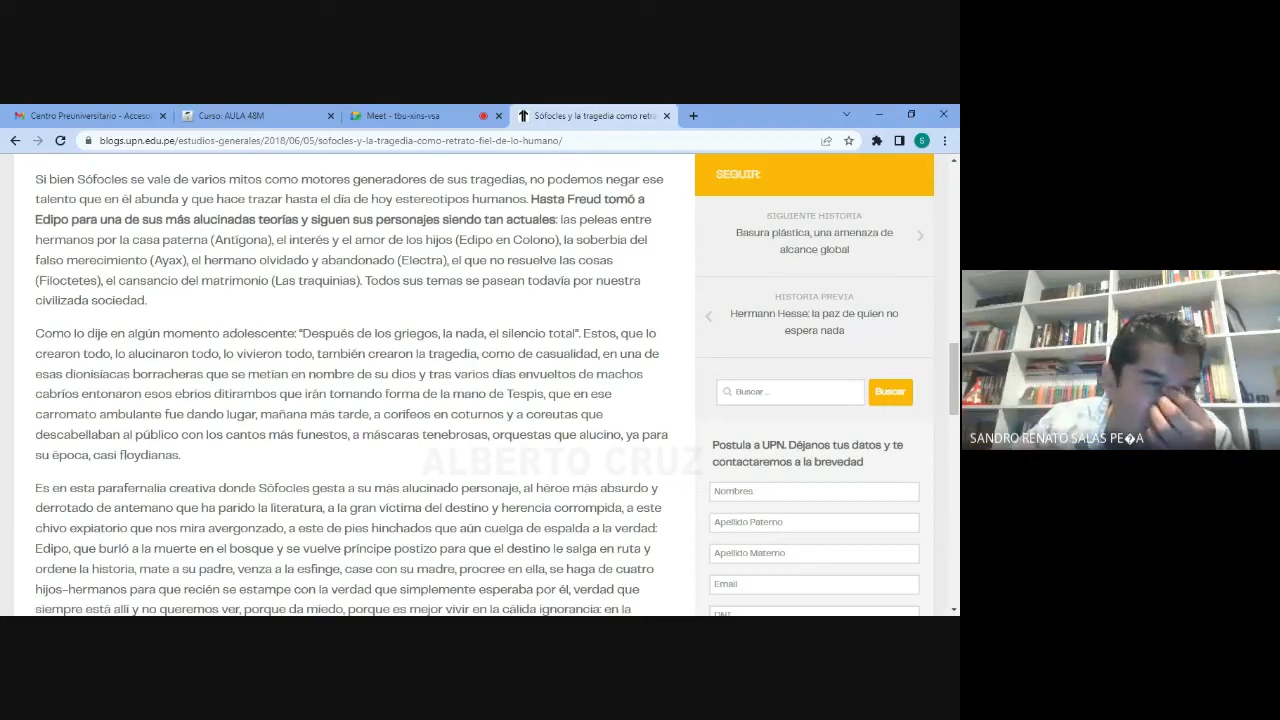 Centro Preuniversitario - Acceso
Curso: AULA 48M
Meet - tbu-xins-vsa
Sófocles y la tragedia como retra
blogs.upn.edu.pe/estudios-generales/2018/06/05/sofocles-y-la-tragedia-como-retrato-fiel-de-lo-humano/
S
Si bien Sófocles se vale de varios mitos como motores generadores de sus tragedias, no podemos negar ese
talento que en él abunda y que hace trazar hasta el día de hoy estereotipos humanos. Hasta Freud tomó a
Edipo para una de sus más alucinadas teorías y siguen sus personajes siendo tan actuales: las peleas entre
hermanos por la casa paterna (Antígona), el interés y el amor de los hijos (Edipo en Colono), la soberbia del
falso merecimiento (Ayax), el hermano olvidado y abandonado (Electra), el que no resuelve las cosas
(Filoctetes), el cansancio del matrimonio (Las traquinias). Todos sus temas se pasean todavía por nuestra
civilizada sociedad.
Como lo dije en algún momento adolescente: "Después de los griegos, la nada, el silencio total". Estos, que lo
crearon todo, lo alucinaron todo, lo vivieron todo, también crearon la tragedia, como de casualidad, en una de
esas dionisíacas borracheras que se metían en nombre de su dios y tras varios días envueltos de machos
cabríos entonaron esos ebrios ditirambos que irán tomando forma de la mano de Tespis, que en ese
carromato ambulante fue dando lugar, mañana más tarde, a corifeos en coturnos y a coreutas que
descabellaban al público con los cantos más funestos, a máscaras tenebrosas, orquestas que alucino, ya para
su época, casi floydianas.
ALBERTO CRUZ
Es en esta parafernalia creativa donde Sófocles gesta a su más alucinado personaje, al héroe más absurdo y
derrotado de antemano que ha parido la literatura, a la gran víctima del destino y herencia corrompida, a este
chivo expiatorio que nos mira avergonzado, a este de pies hinchados que aún cuelga de espalda a la verdad:
Edipo, que burló a la muerte en el bosque y se vuelve príncipe postizo para que el destino le salga en ruta y
ordene la historia, mate a su padre, venza a la esfinge, case con su madre, procree en ella, se haga de cuatro
hijos-hermanos para que recién se estampe con la verdad que simplemente esperaba por él, verdad que
siempre está allí y no queremos ver, porque da miedo, porque es mejor vivir en la cálida ignorancia: en la
SEGUIR:
SIGUIENTE HISTORIA
Basura plástica, una amenaza de
alcance global
HISTORIA PREVIA
Hermann Hesse: la paz de quien no
espera nada
Buscar ..
Buscar
Postula a UPN. Déjanos tus datos y te
contactaremos a la brevedad
Nombres
Apellido Paterno
Apellido Materno
Email
DNI
SANDRO RENATO SALAS PE�A